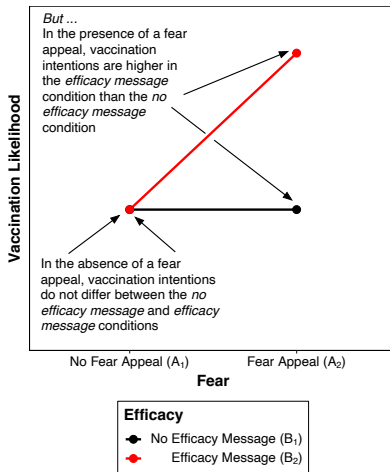 But ...
In the presence of a fear
appeal, vaccination
intentions are higher in
the efficacy message
condition than the no
efficacy message
condition
Vaccination Likelihood
In the absence of a fear
appeal, vaccination intentions
do not differ between the no
efficacy message and efficacy
message conditions
No Fear Appeal (A₁)
Fear Appeal (A₂)
Fear
Efficacy
No Efficacy Message (B₁)
Efficacy Message (B₂)